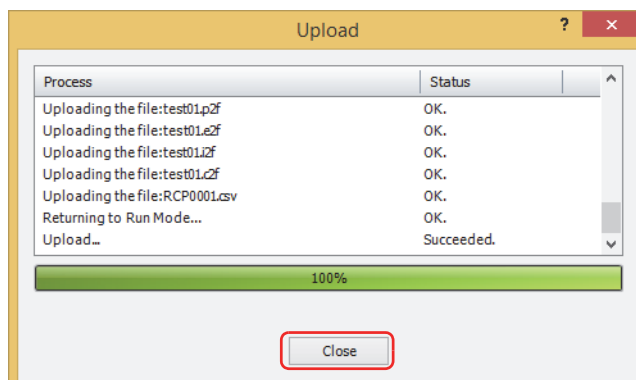 Upload
?
Process Status
Uploading the file:test01.p2f OK.
Uploading the file:test01.e2f OK.
Uploading the file:test01.i2f OK.
Uploading the file:test01.c2f OK.
Uploading the file:RCP0001.csv OK.
Returning to Run Mode... OK.
Upload... Succeeded.
100%
Close